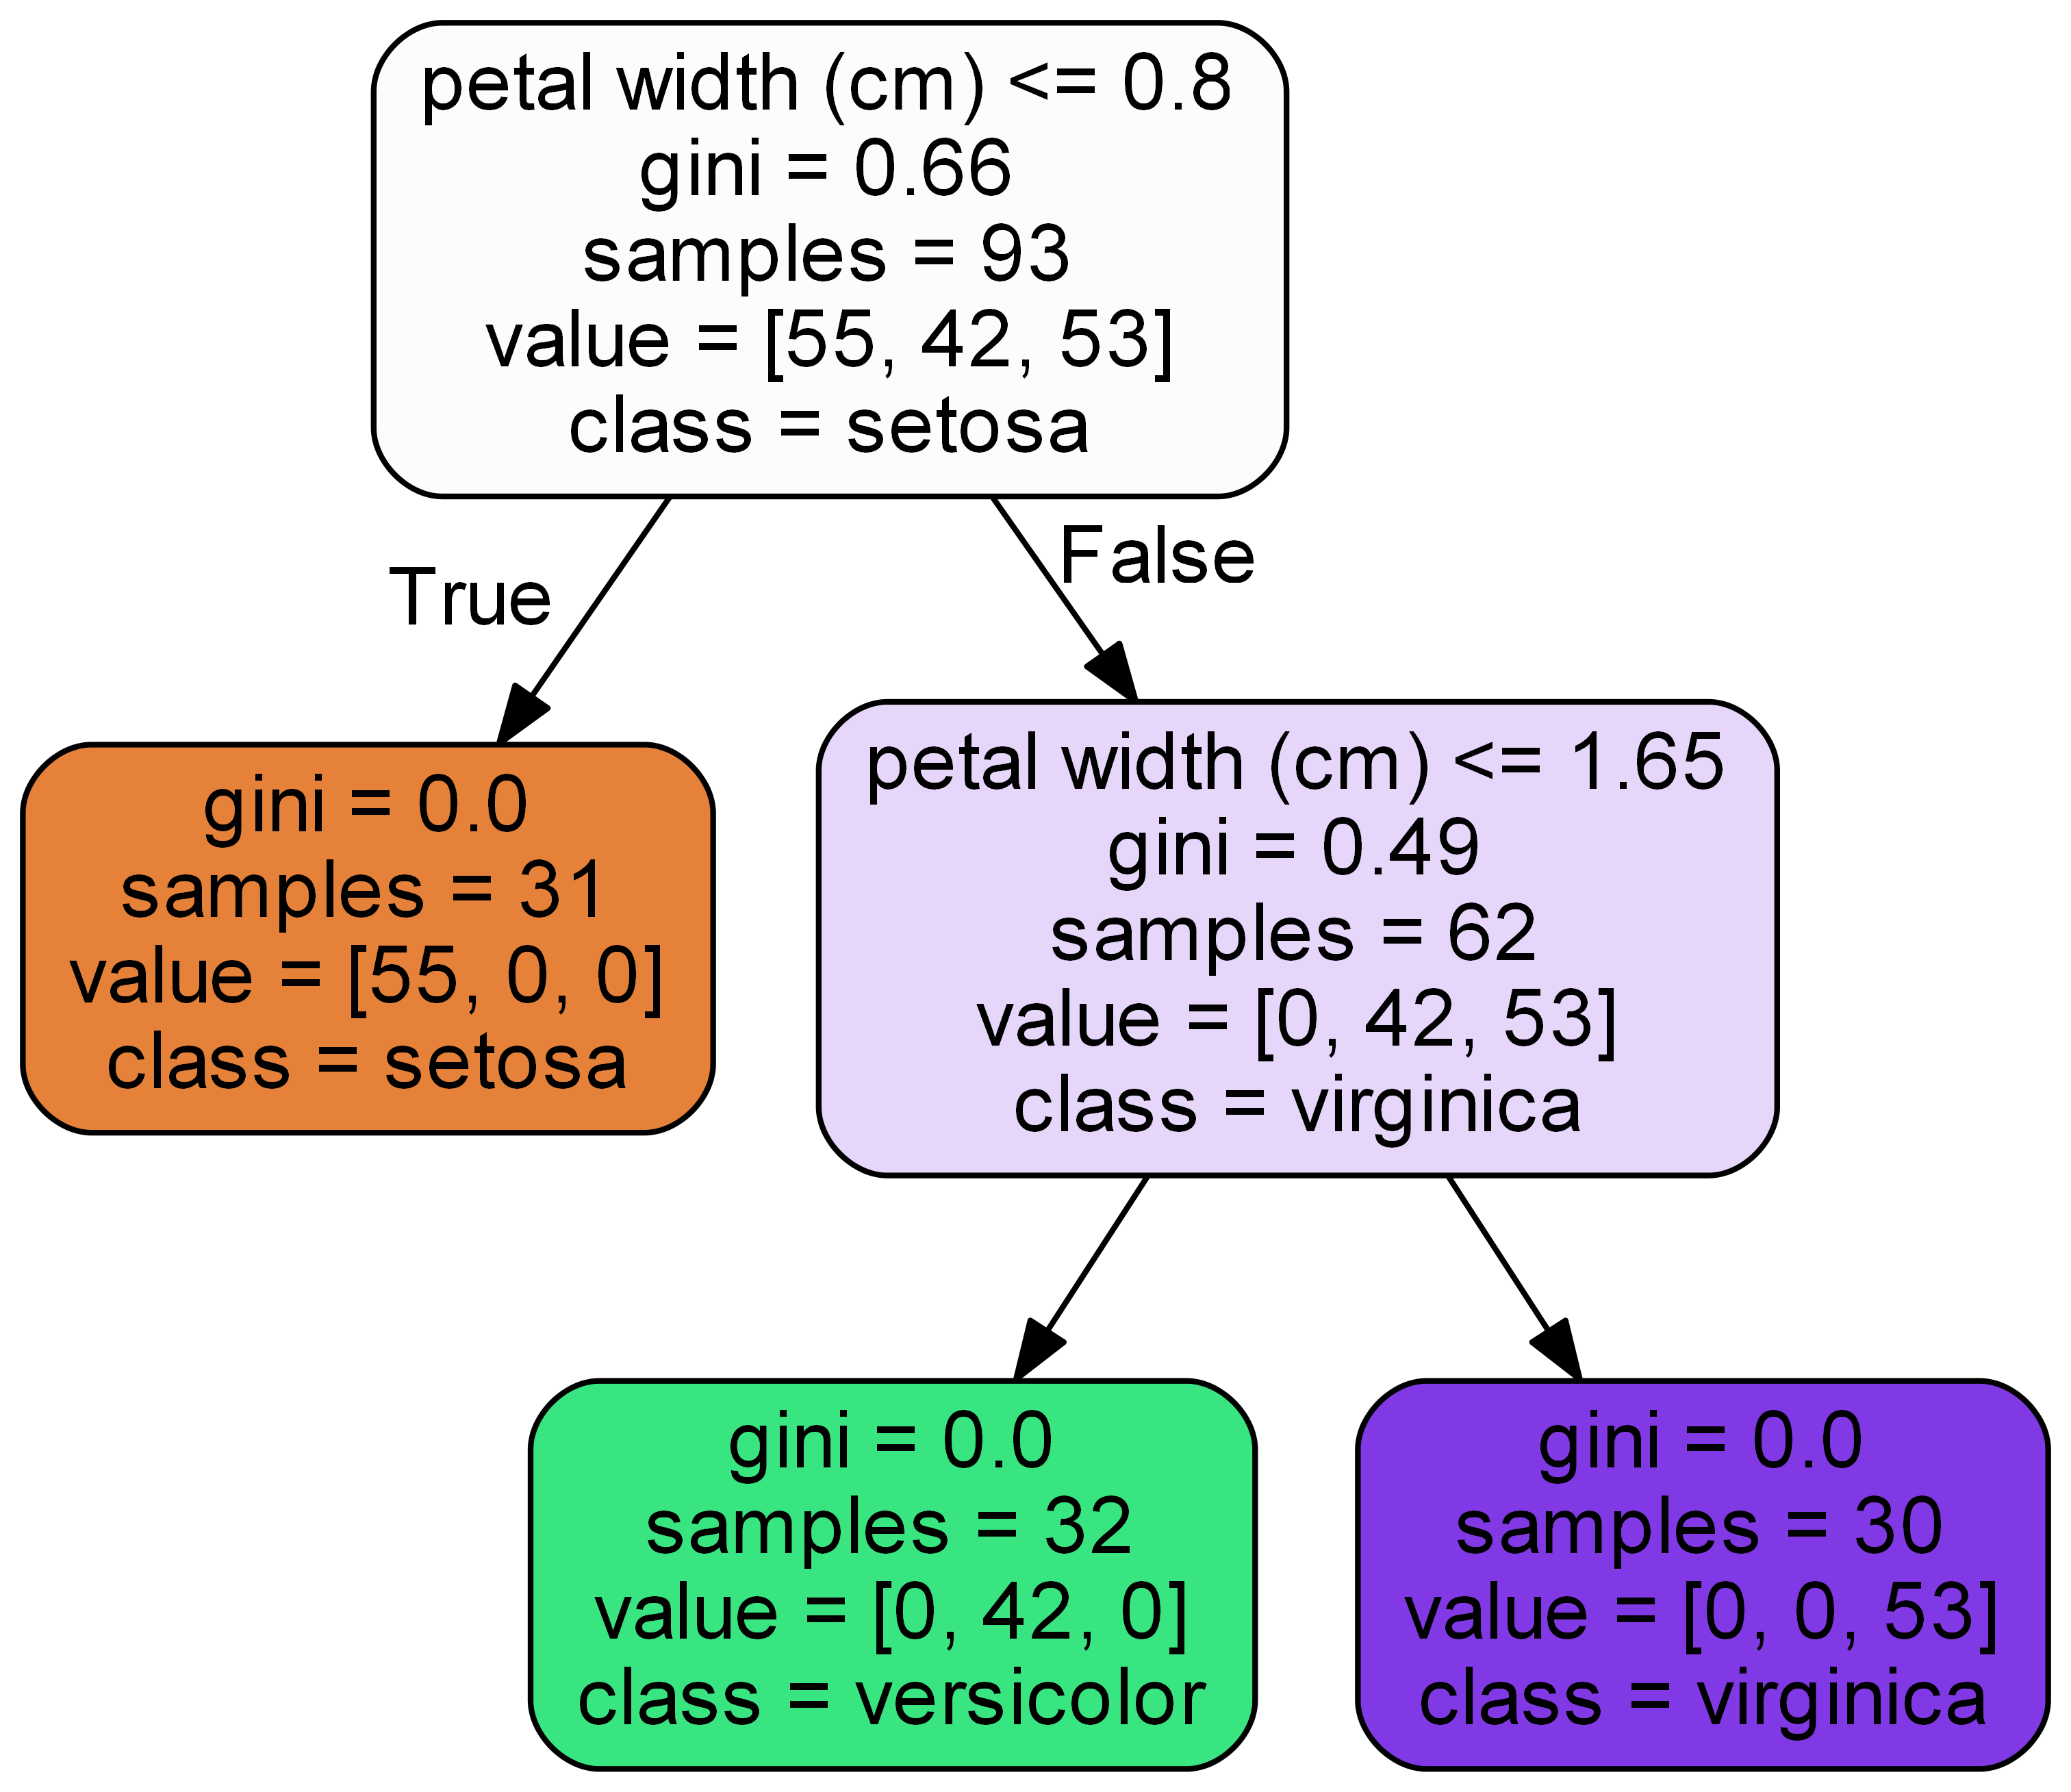 petal width (cm) <= 0.8
gini = 0.66
samples = 93
value = [55, 42, 53]
class = setosa
True
False
gini = 0.0
samples = 31
value = [55, 0, 0]
class = setosa
petal width (cm) <= 1.65
gini = 0.49
samples = 62
value = [0, 42, 53]
class = virginica
gini = 0.0
samples = 32
value = [0, 42, 0]
class = versicolor
gini = 0.0
samples = 30
value = [0, 0, 53]
class = virginica